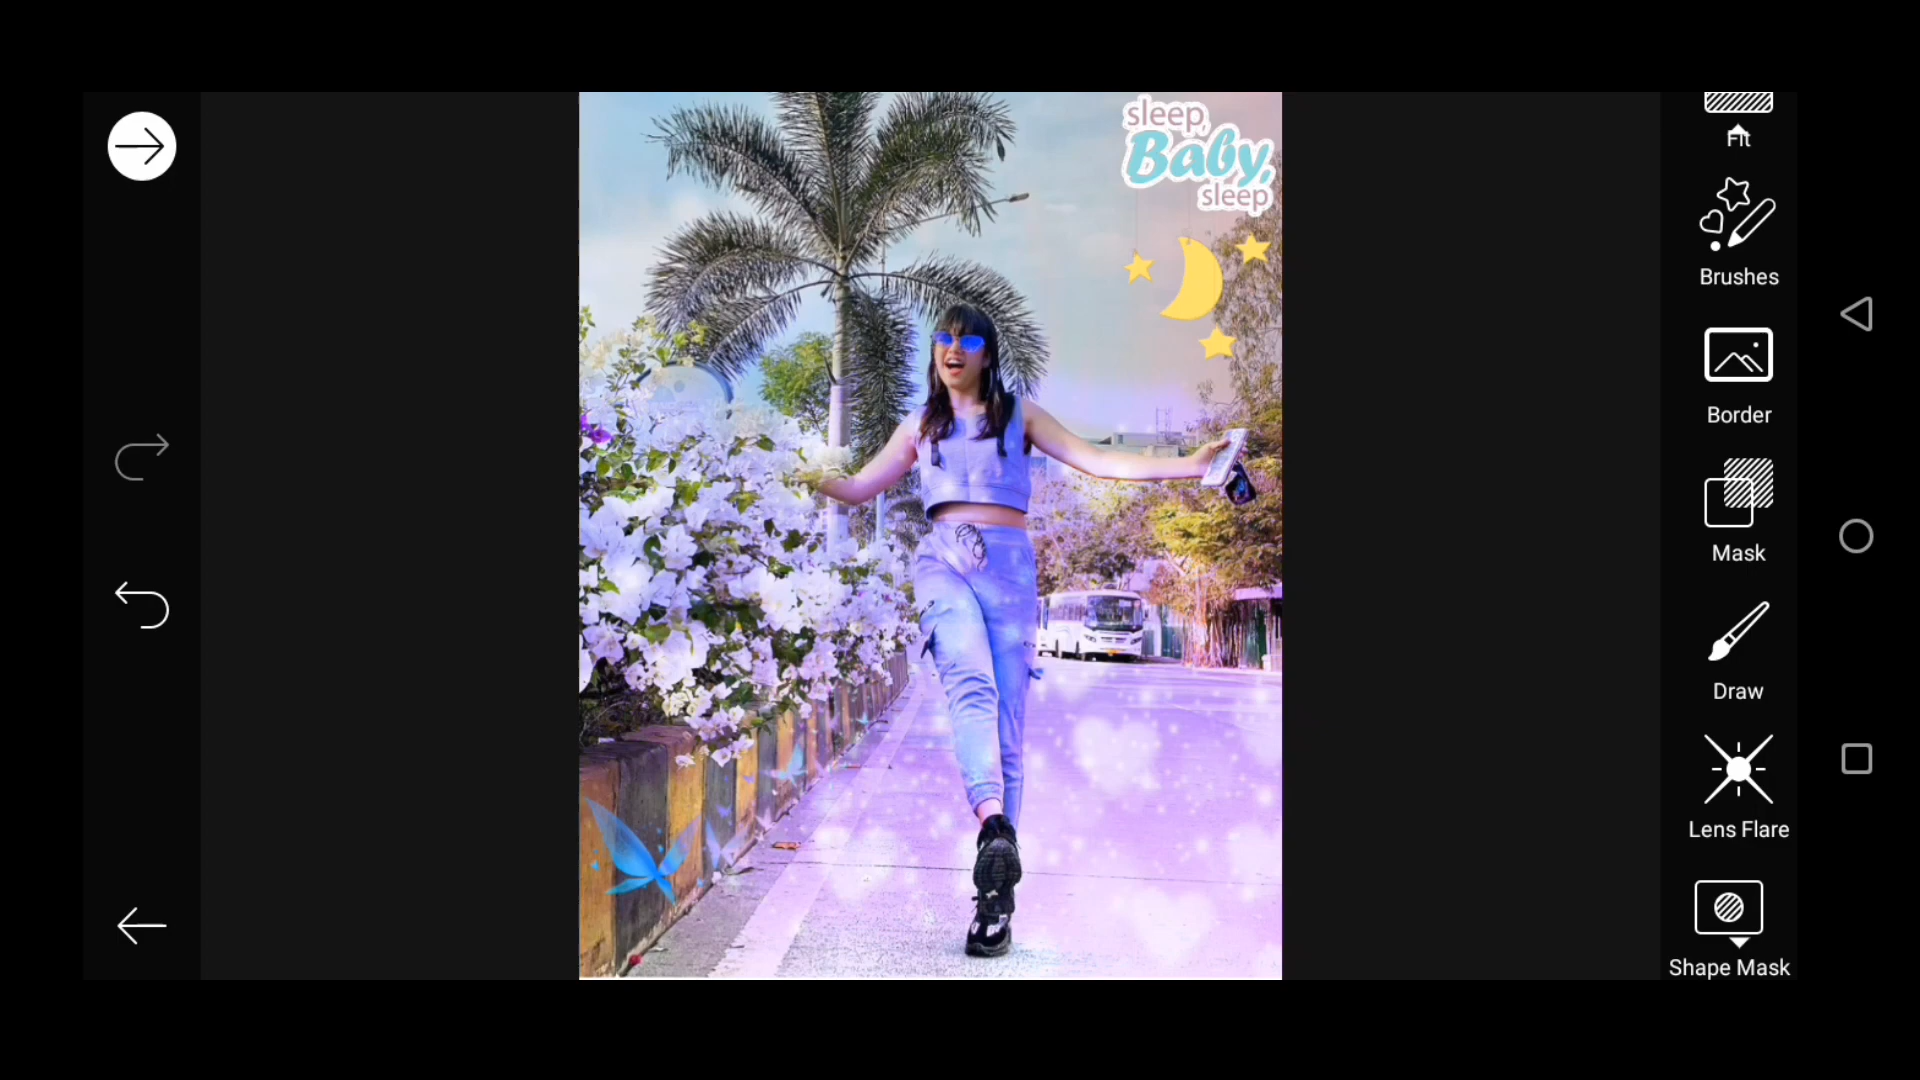 sleep,
Baby,
sleep
Fit
Brushes
Border
Mask
Draw
Lens Flare
Shape Mask